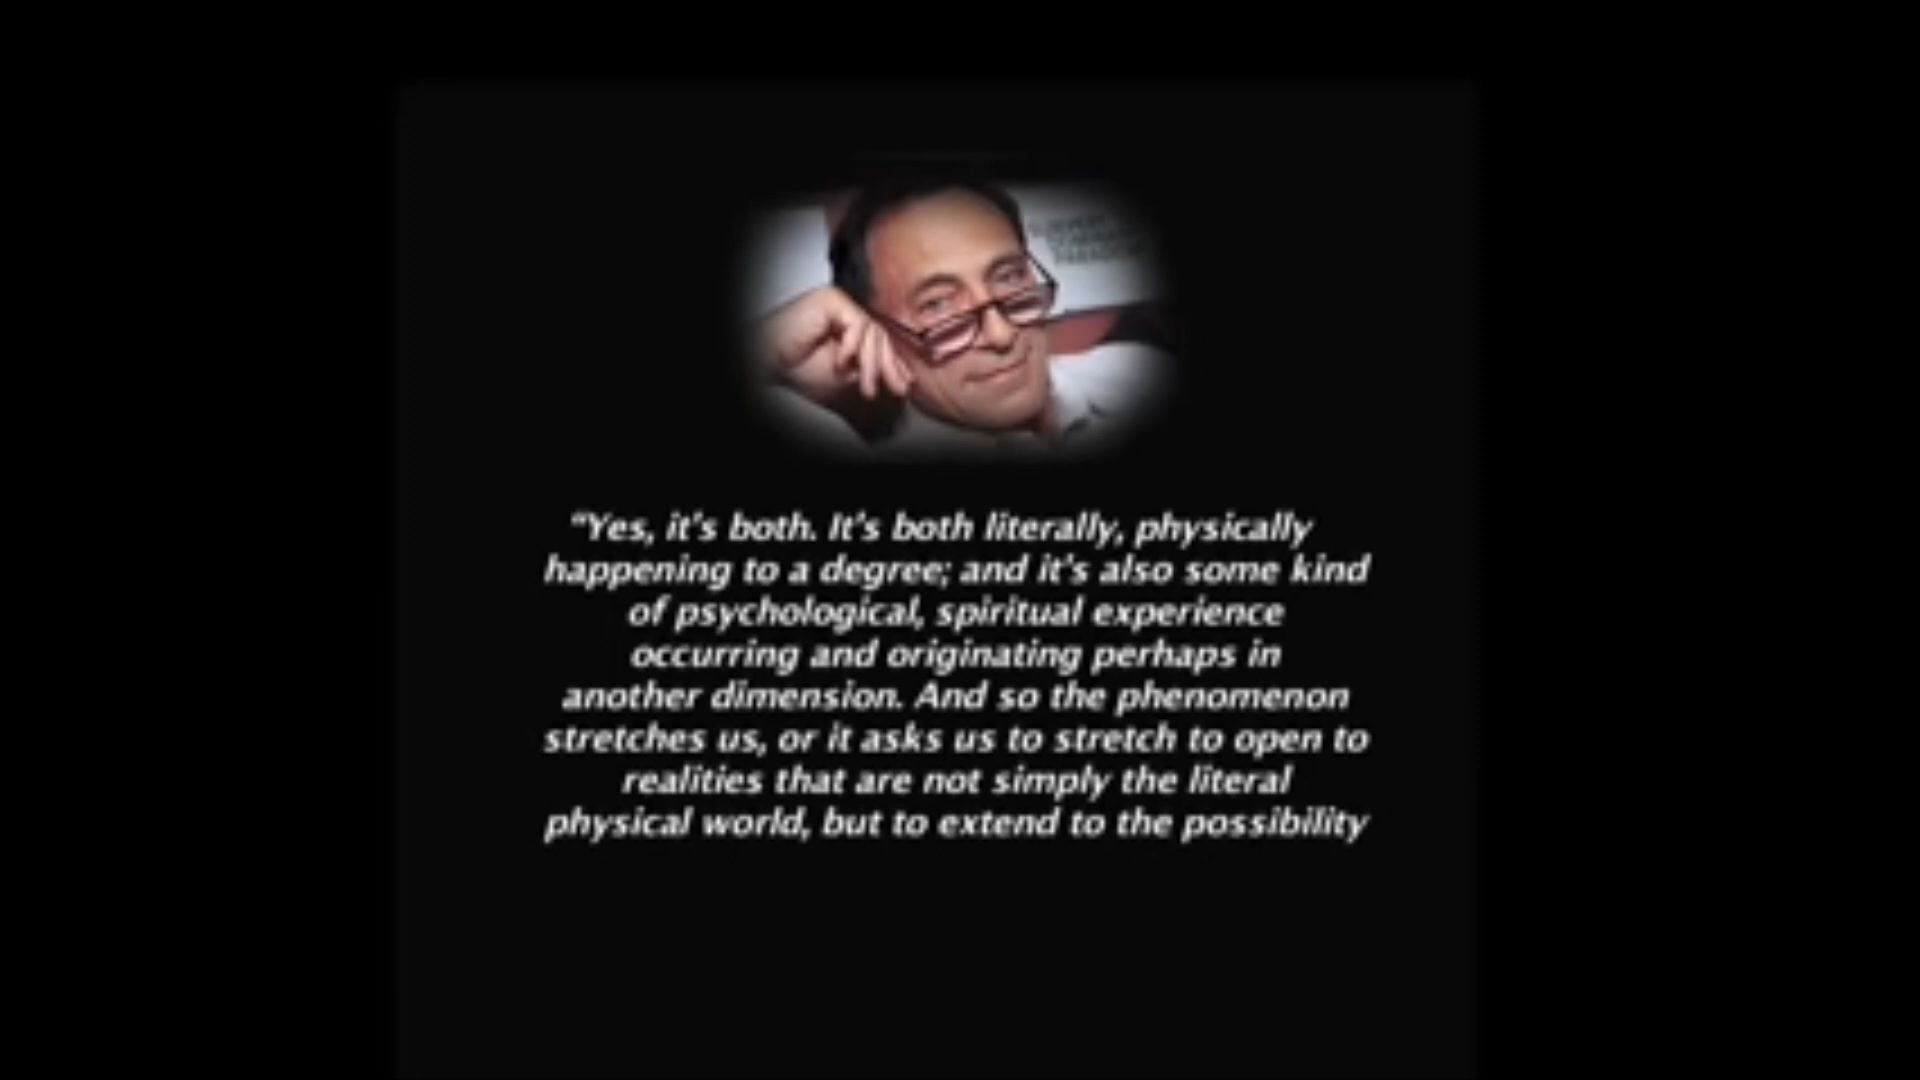 "Yes, it's both. It's both literally, physically
happening to a degree; and it's also some kind
of psychological, spiritual experience
occurring and originating perhaps in
another dimension. And so the phenomenon
stretches us, or it asks us to stretch to open to
realities that are not simply the literal
physical world, but to extend to the possibility